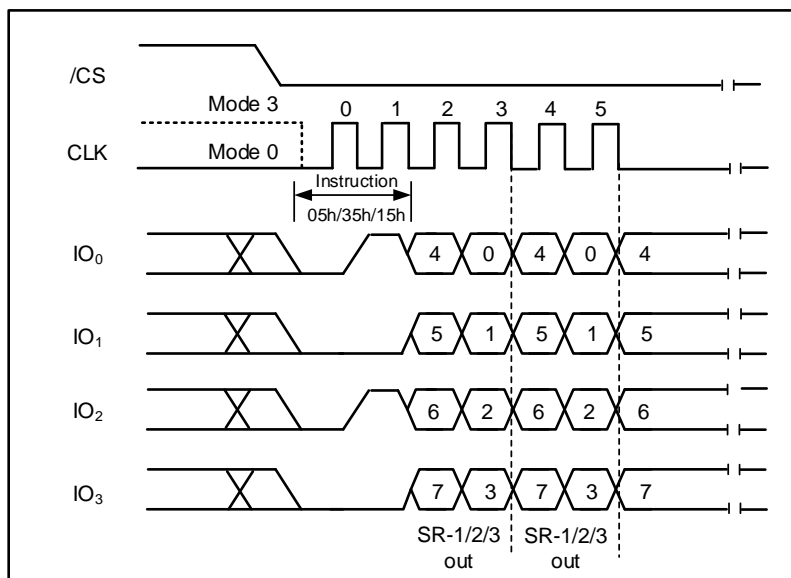 /CS
Mode 3
0 1 2 3 4 5
CLK
Mode 0
Instruction
05h/35h/15h
IO₀ 4 0 4 0 4
IO₁ 5 1 5 1 5
IO₂ 6 2 6 2 6
IO₃ 7 3 7 3 7
SR-1/2/3 SR-1/2/3
out out